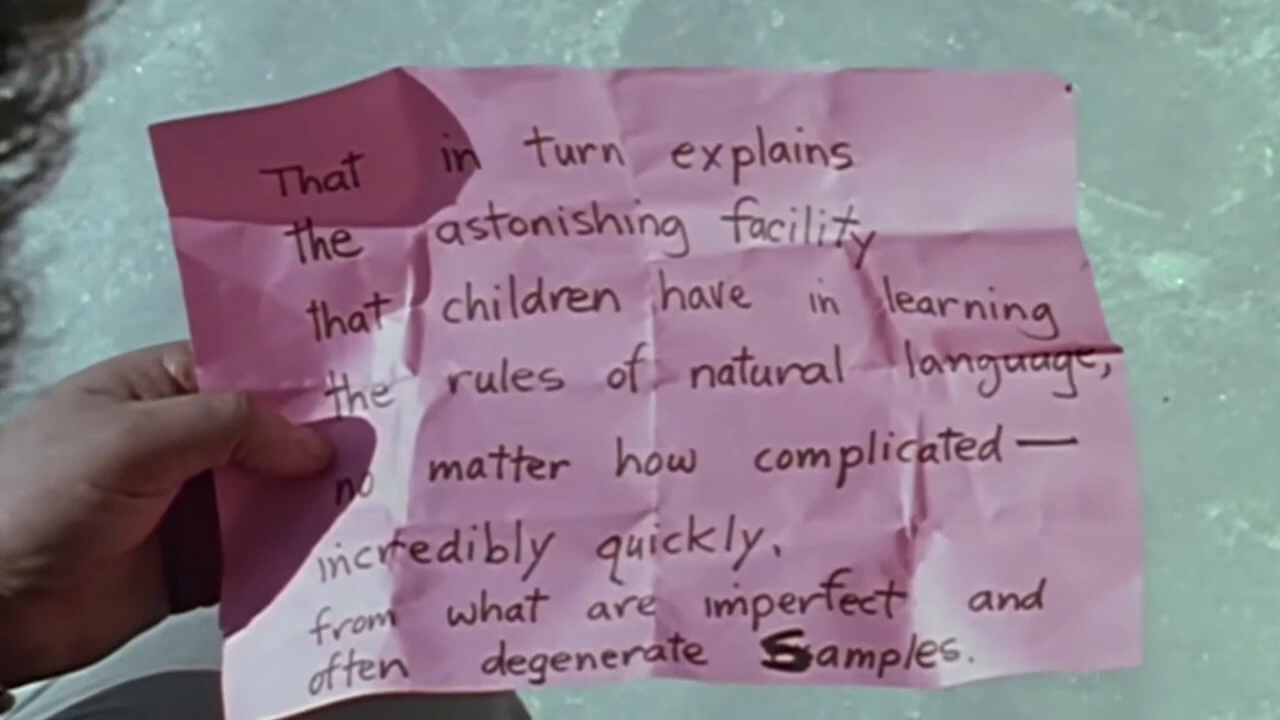 That in turn explains
the astonishing facility
that children have in learning
the rules of natural language,
no matter how complicated—
incredibly quickly.
from what are imperfect and
often degenerate Samples.